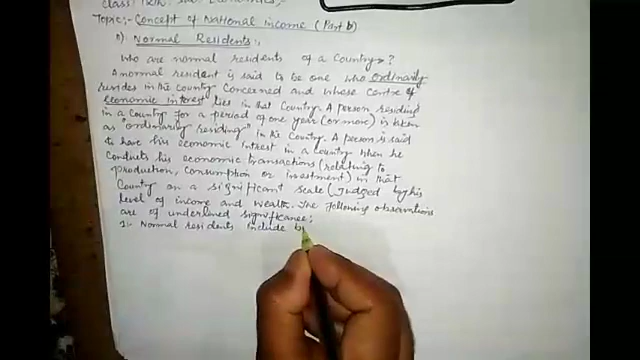 Class 12th. Sub: Economics.
Topic:- Concept of National Income (Part b)
Normal Residents:.
Who are normal residents of a Country?
A normal resident is said to be one who ordinarily
resides in the country concerned and whose centre of
economic interest lies in that Country. A person residing
in a Country for a period of one year (or more) is taken
as "ordinarily residing" in the Country. A person is said
to have his economic interest in a country when he
conducts his economic transactions (relating to
production, consumption or investment) in that
Country on a significant scale (Judged by his
level of income and wealth. The following observations
are of underlined significance;
1:- Normal residents include b